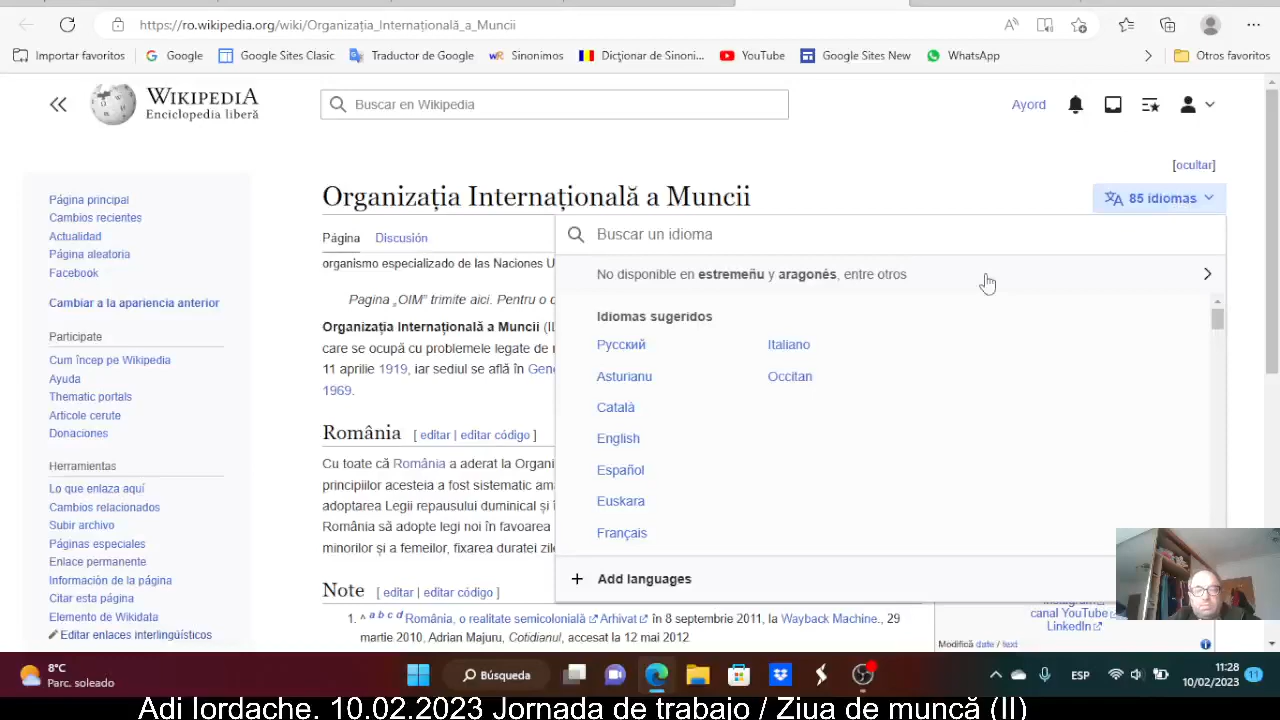 https://ro.wikipedia.org/wiki/Organizația_Internațională_a_Muncii
Importar favoritos
Google
Google Sites Clasic
Traductor de Google
Sinonimos
Dicționar de Sinoni...
YouTube
Google Sites New
WhatsApp
Otros favoritos
WIKIPEDIA
Enciclopedia liberă
Buscar en Wikipedia
Ayord
[ocultar]
Página principal
Cambios recientes
Actualidad
Página aleatoria
Facebook
Cambiar a la apariencia anterior
Participate
Cum încep pe Wikipedia
Ayuda
Thematic portals
Articole cerute
Donaciones
Herramientas
Lo que enlaza aquí
Cambios relacionados
Subir archivo
Páginas especiales
Enlace permanente
Información de la página
Citar esta página
Elemento de Wikidata
Editar enlaces interlingüísticos
Organizația Internațională a Muncii
85 idiomas
Página Discusión
organismo especializado de las Naciones U
Pagina „OIM” trimite aici. Pentru o
Organizația Internațională a Muncii
care se ocupă cu problemele legate de
11 aprilie 1919, iar sediul se află în Gene
1969.
România [ editar | editar código ]
Cu toate că România a aderat la Organi
principiilor acesteia a fost sistematic am
adoptarea Legii repausului duminical și
România să adopte legi noi în favoarea
minorilor și a femeilor, fixarea duratei zile
Note [ editar | editar código ]
1. ^ a b c d România, o realitate semicolonială Arhivat în 8 septembrie 2011, la Wayback Machine., 29
martie 2010, Adrian Majuru, Cotidianul, accesat la 12 mai 2012
Buscar un idioma
No disponible en estremeñu y aragonés, entre otros
Idiomas sugeridos
Русский
Asturianu
Català
English
Español
Euskara
Français
Italiano
Occitan
+ Add languages
canal YouTube
LinkedIn
Modifică date / text
8°C
Parc. soleado
Búsqueda
ESP
11:28
10/02/2023
11
Adi Iordache. 10.02.2023 Jornada de trabajo / Ziua de muncă (II)